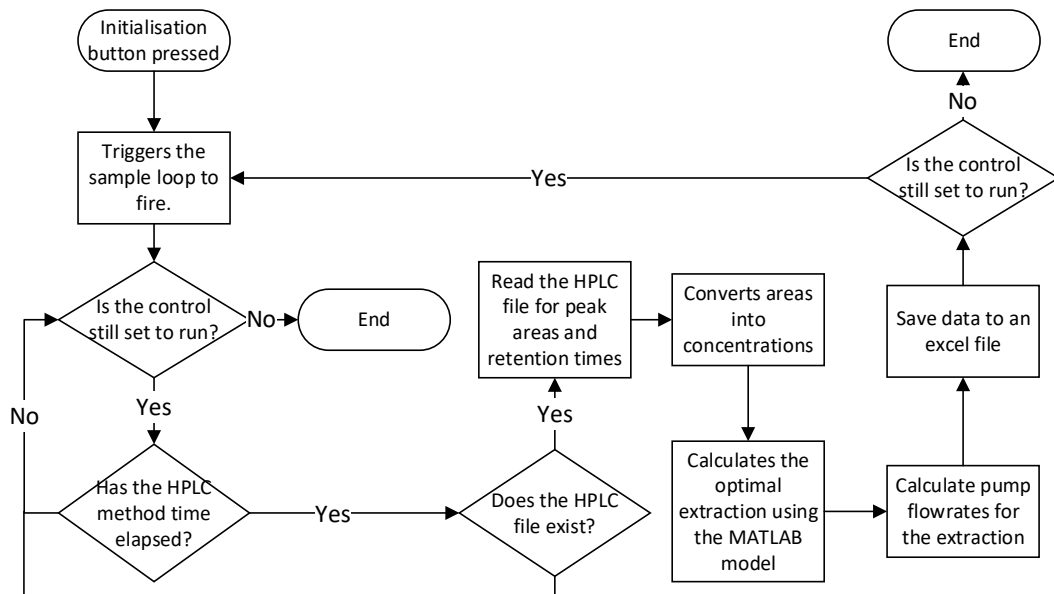 Initialisation
button pressed
End
No
Triggers the
sample loop to
fire.
Yes
Is the control
still set to run?
Is the control
still set to run?
No
End
Read the HPLC
file for peak
areas and
retention times
Converts areas
into
concentrations
Save data to an
excel file
No
Yes
Yes
Has the HPLC
method time
elapsed?
Yes
Does the HPLC
file exist?
Calculates the
optimal
extraction using
the MATLAB
model
Calculate pump
flowrates for
the extraction